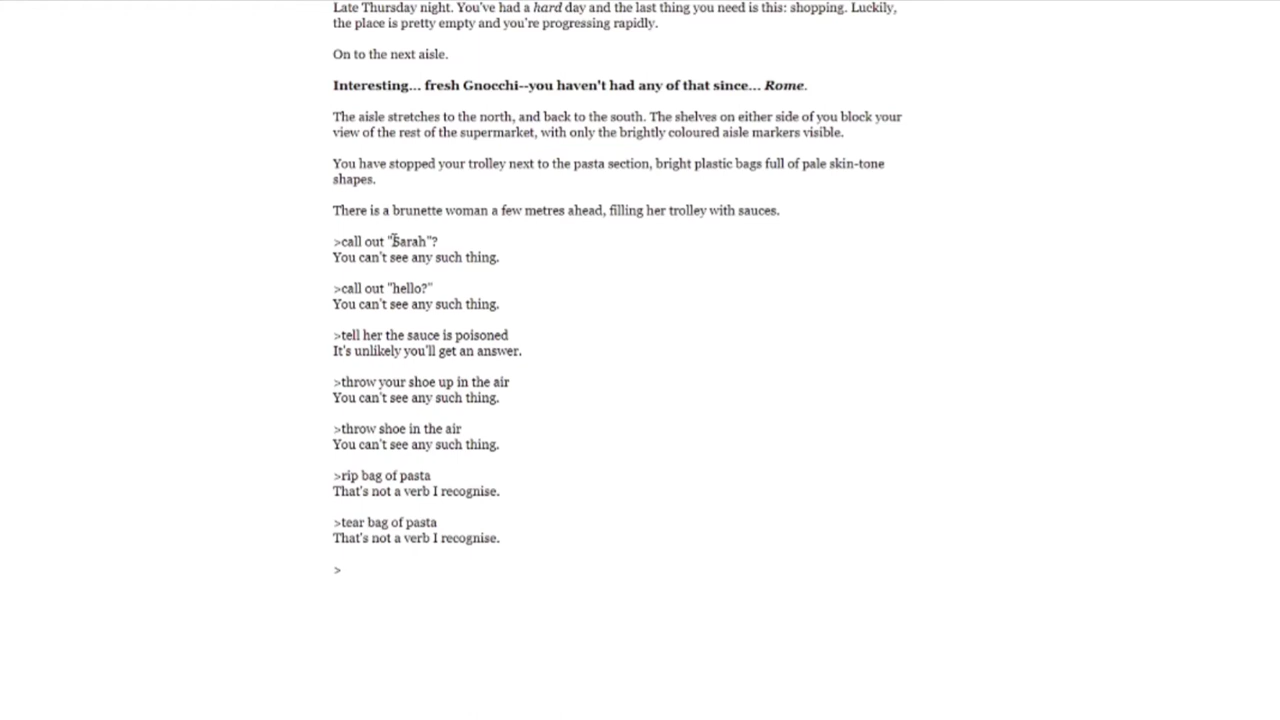 Late Thursday night. You've had a hard day and the last thing you need is this: shopping. Luckily,
the place is pretty empty and you're progressing rapidly.
On to the next aisle.
Interesting... fresh Gnocchi--you haven't had any of that since... Rome.
The aisle stretches to the north, and back to the south. The shelves on either side of you block your
view of the rest of the supermarket, with only the brightly coloured aisle markers visible.
You have stopped your trolley next to the pasta section, bright plastic bags full of pale skin-tone
shapes.
There is a brunette woman a few metres ahead, filling her trolley with sauces.
>call out "Sarah"?
You can't see any such thing.
>call out "hello?"
You can't see any such thing.
>tell her the sauce is poisoned
It's unlikely you'll get an answer.
>throw your shoe up in the air
You can't see any such thing.
>throw shoe in the air
You can't see any such thing.
>rip bag of pasta
That's not a verb I recognise.
>tear bag of pasta
That's not a verb I recognise.
>